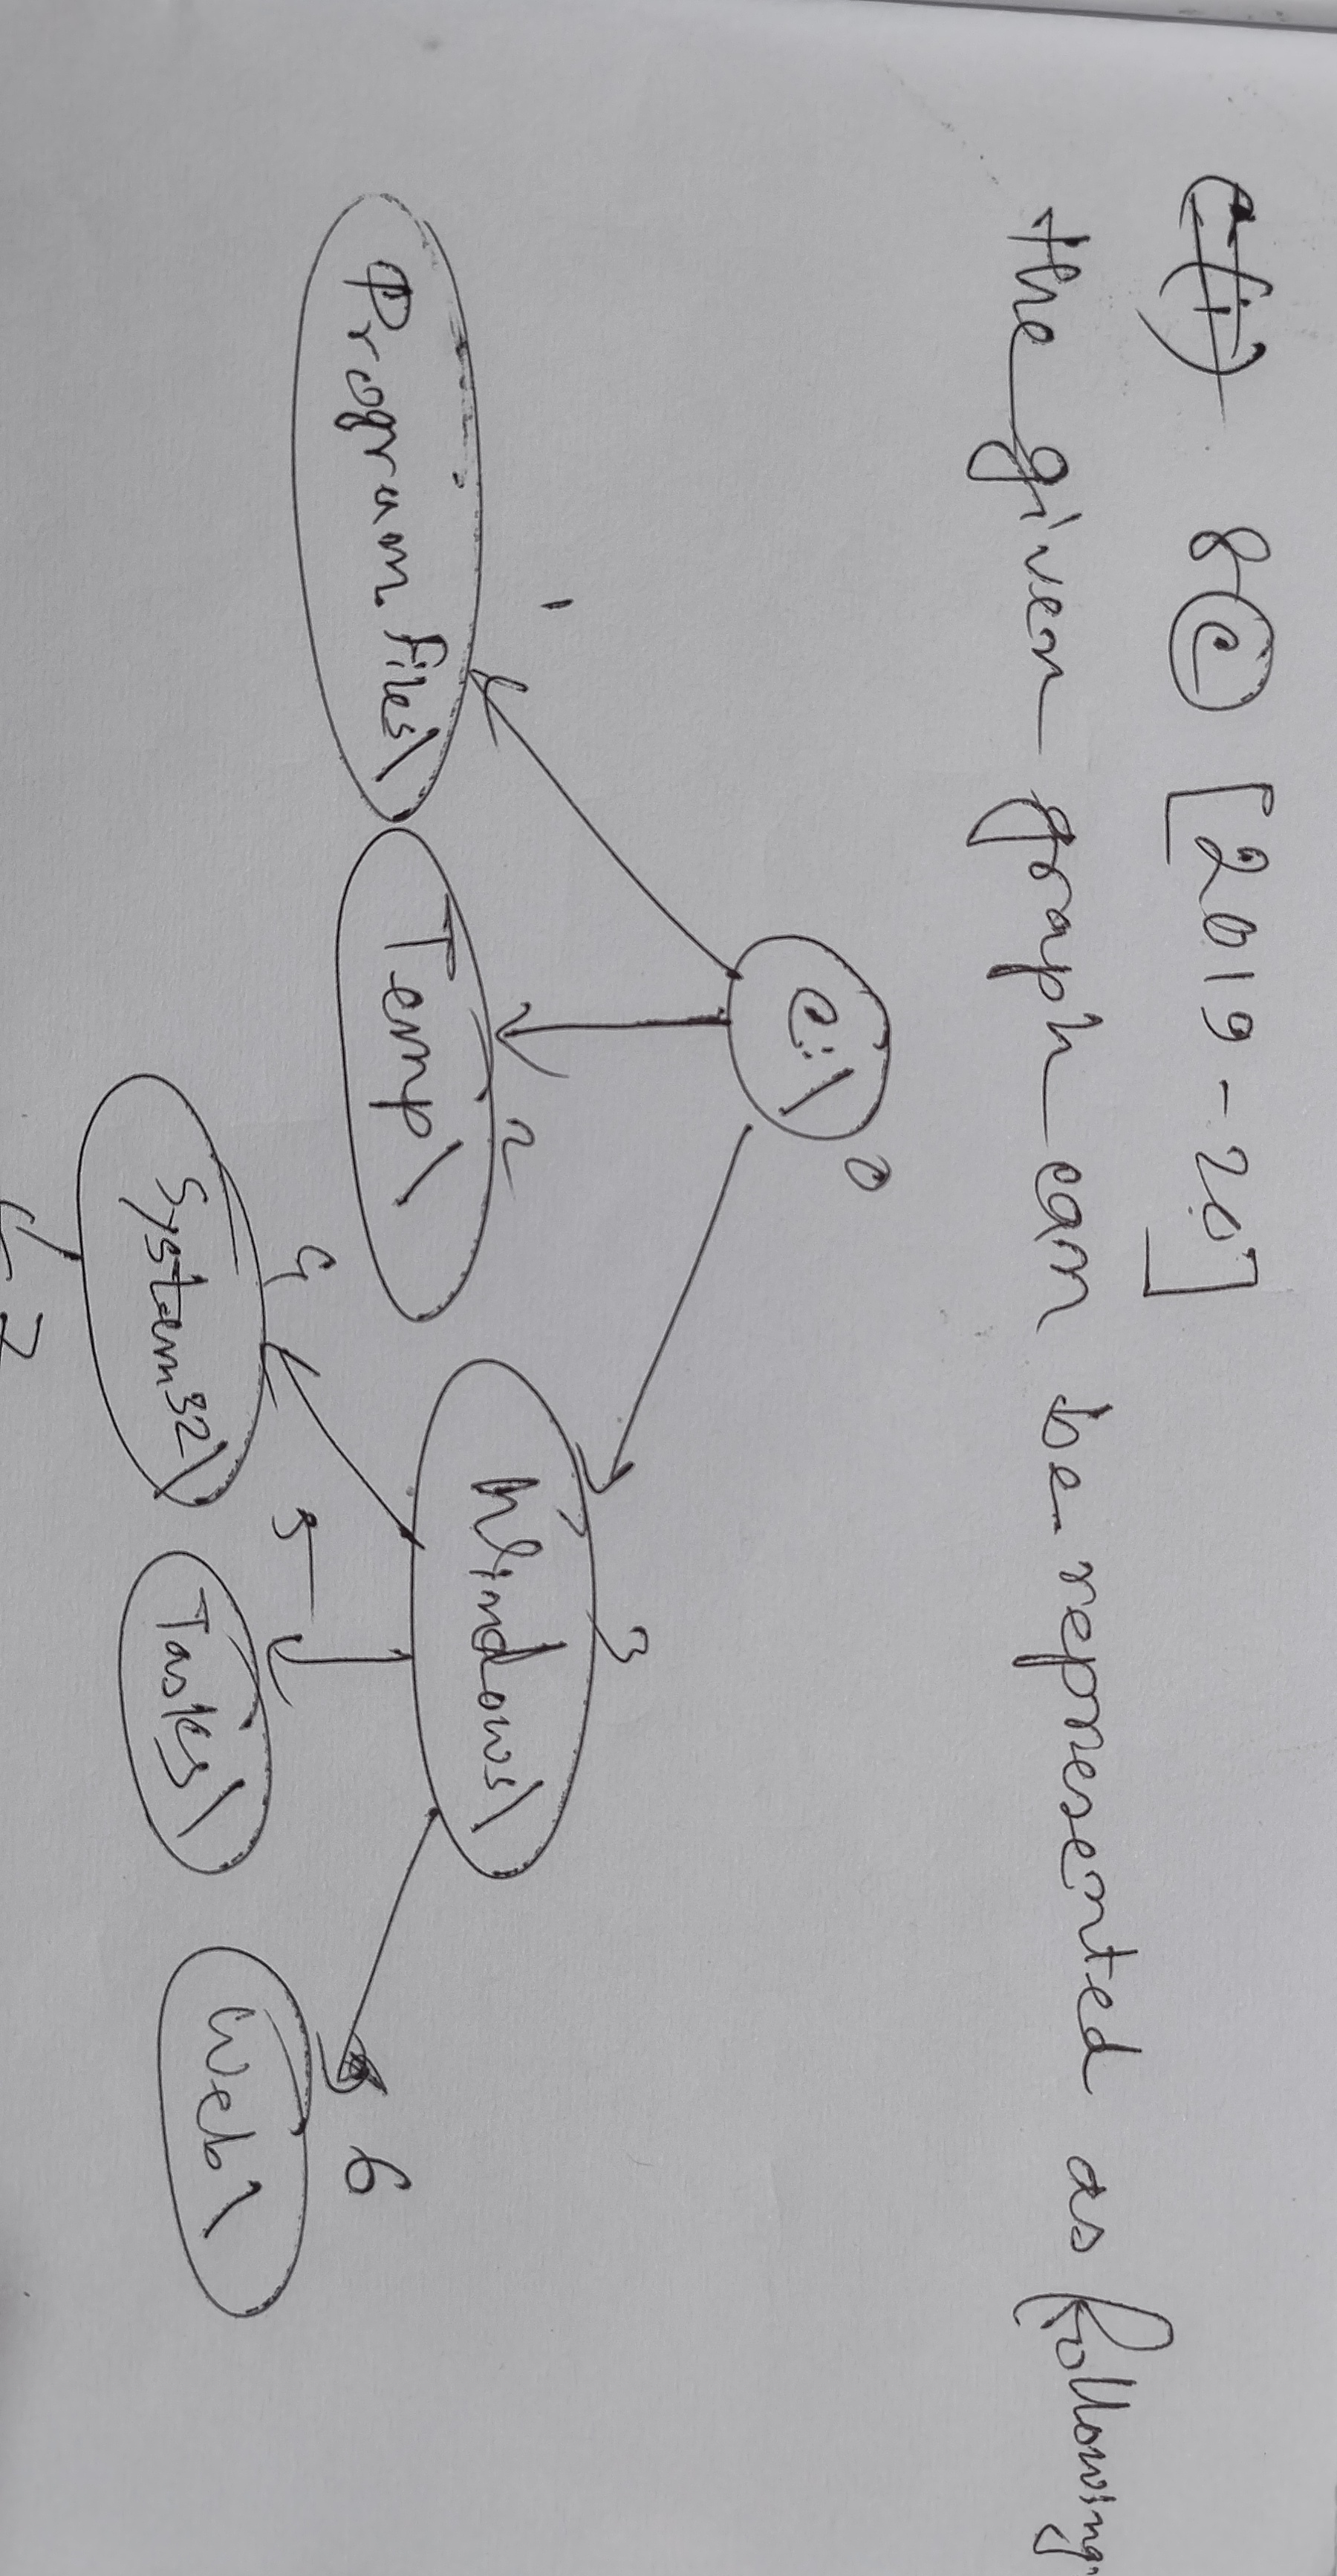 8 (c) [2019-20]
the given graph can be represented as following
c:\ 0
1 2 3
Program files\ Temp\ Windows\
4 5 6
System32\ Tasks\ Web\
7